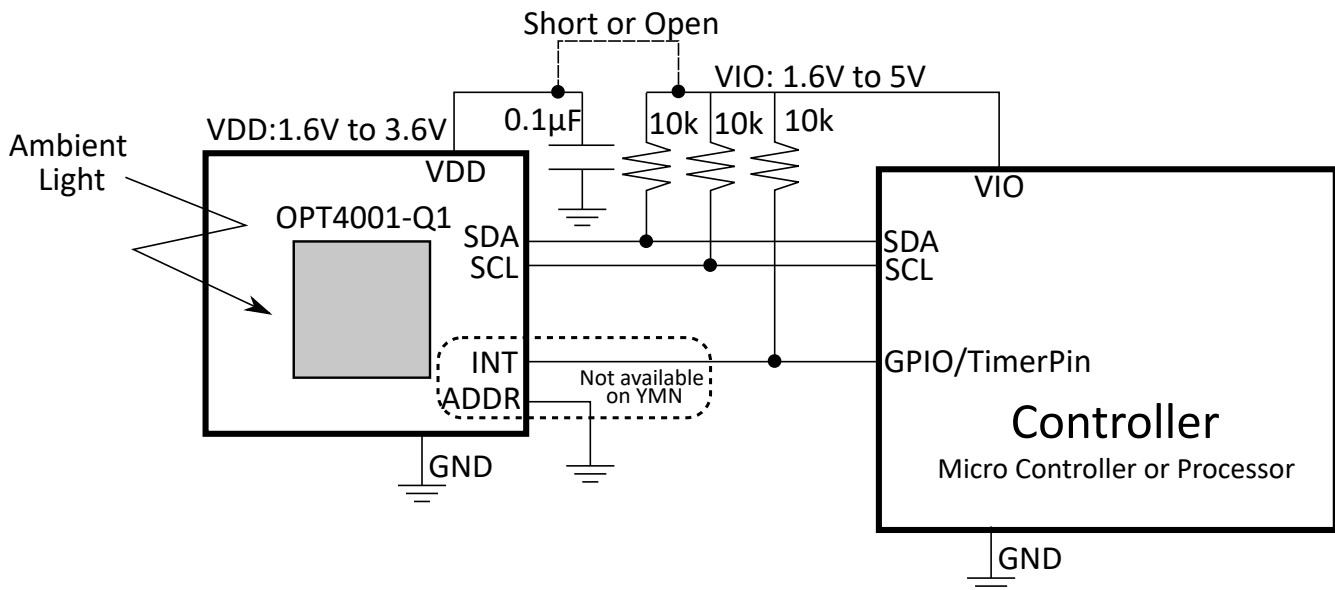 Short or Open
VIO: 1.6V to 5V
0.1µF
10k
10k
10k
VDD:1.6V to 3.6V
Ambient
Light
VDD
VIO
OPT4001-Q1
SDA
SCL
SDA
SCL
INT
ADDR
Not available
on YMN
GPIO/TimerPin
Controller
Micro Controller or Processor
GND
GND